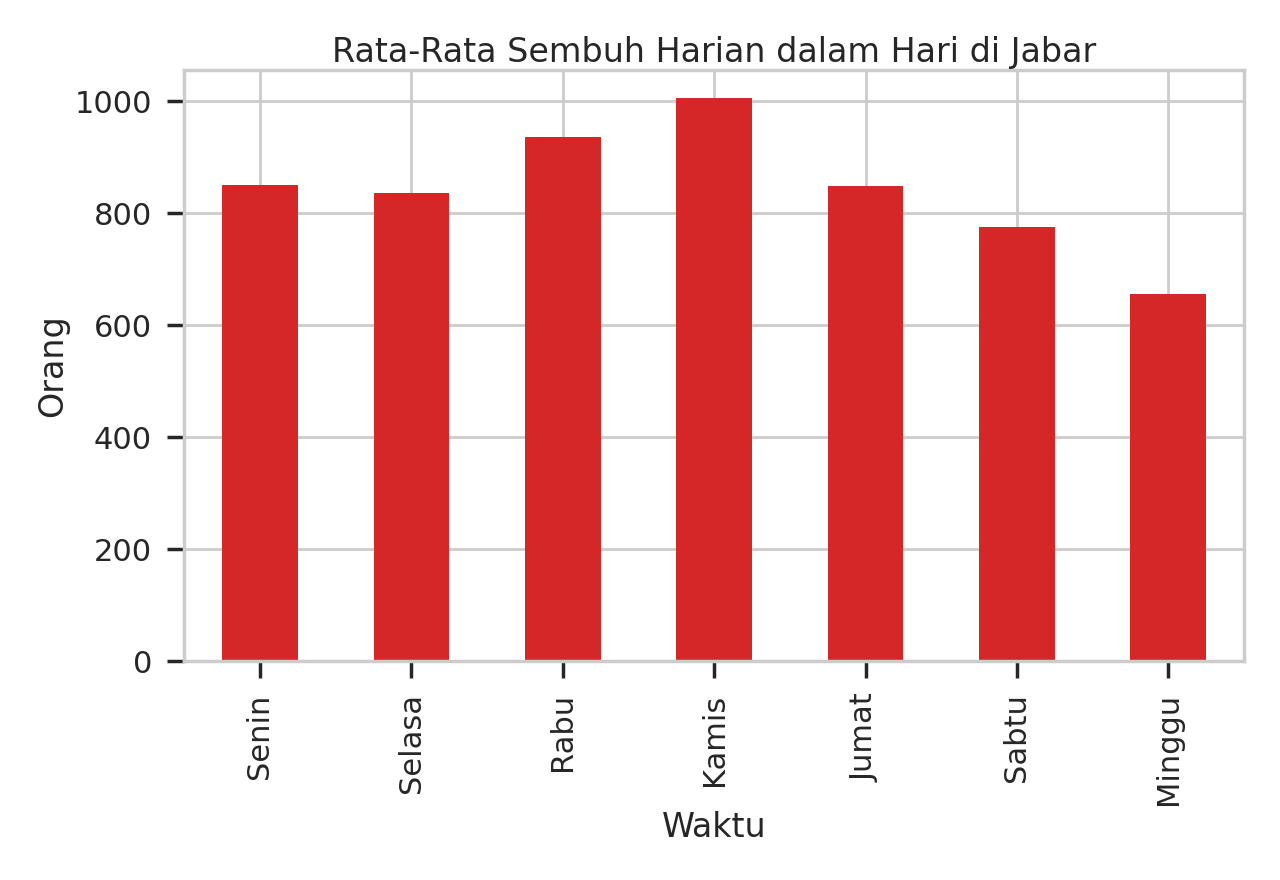 Rata-Rata Sembuh Harian dalam Hari di Jabar
Orang
1000
800
600
400
200
0
Senin
Selasa
Rabu
Kamis
Jumat
Sabtu
Minggu
Waktu